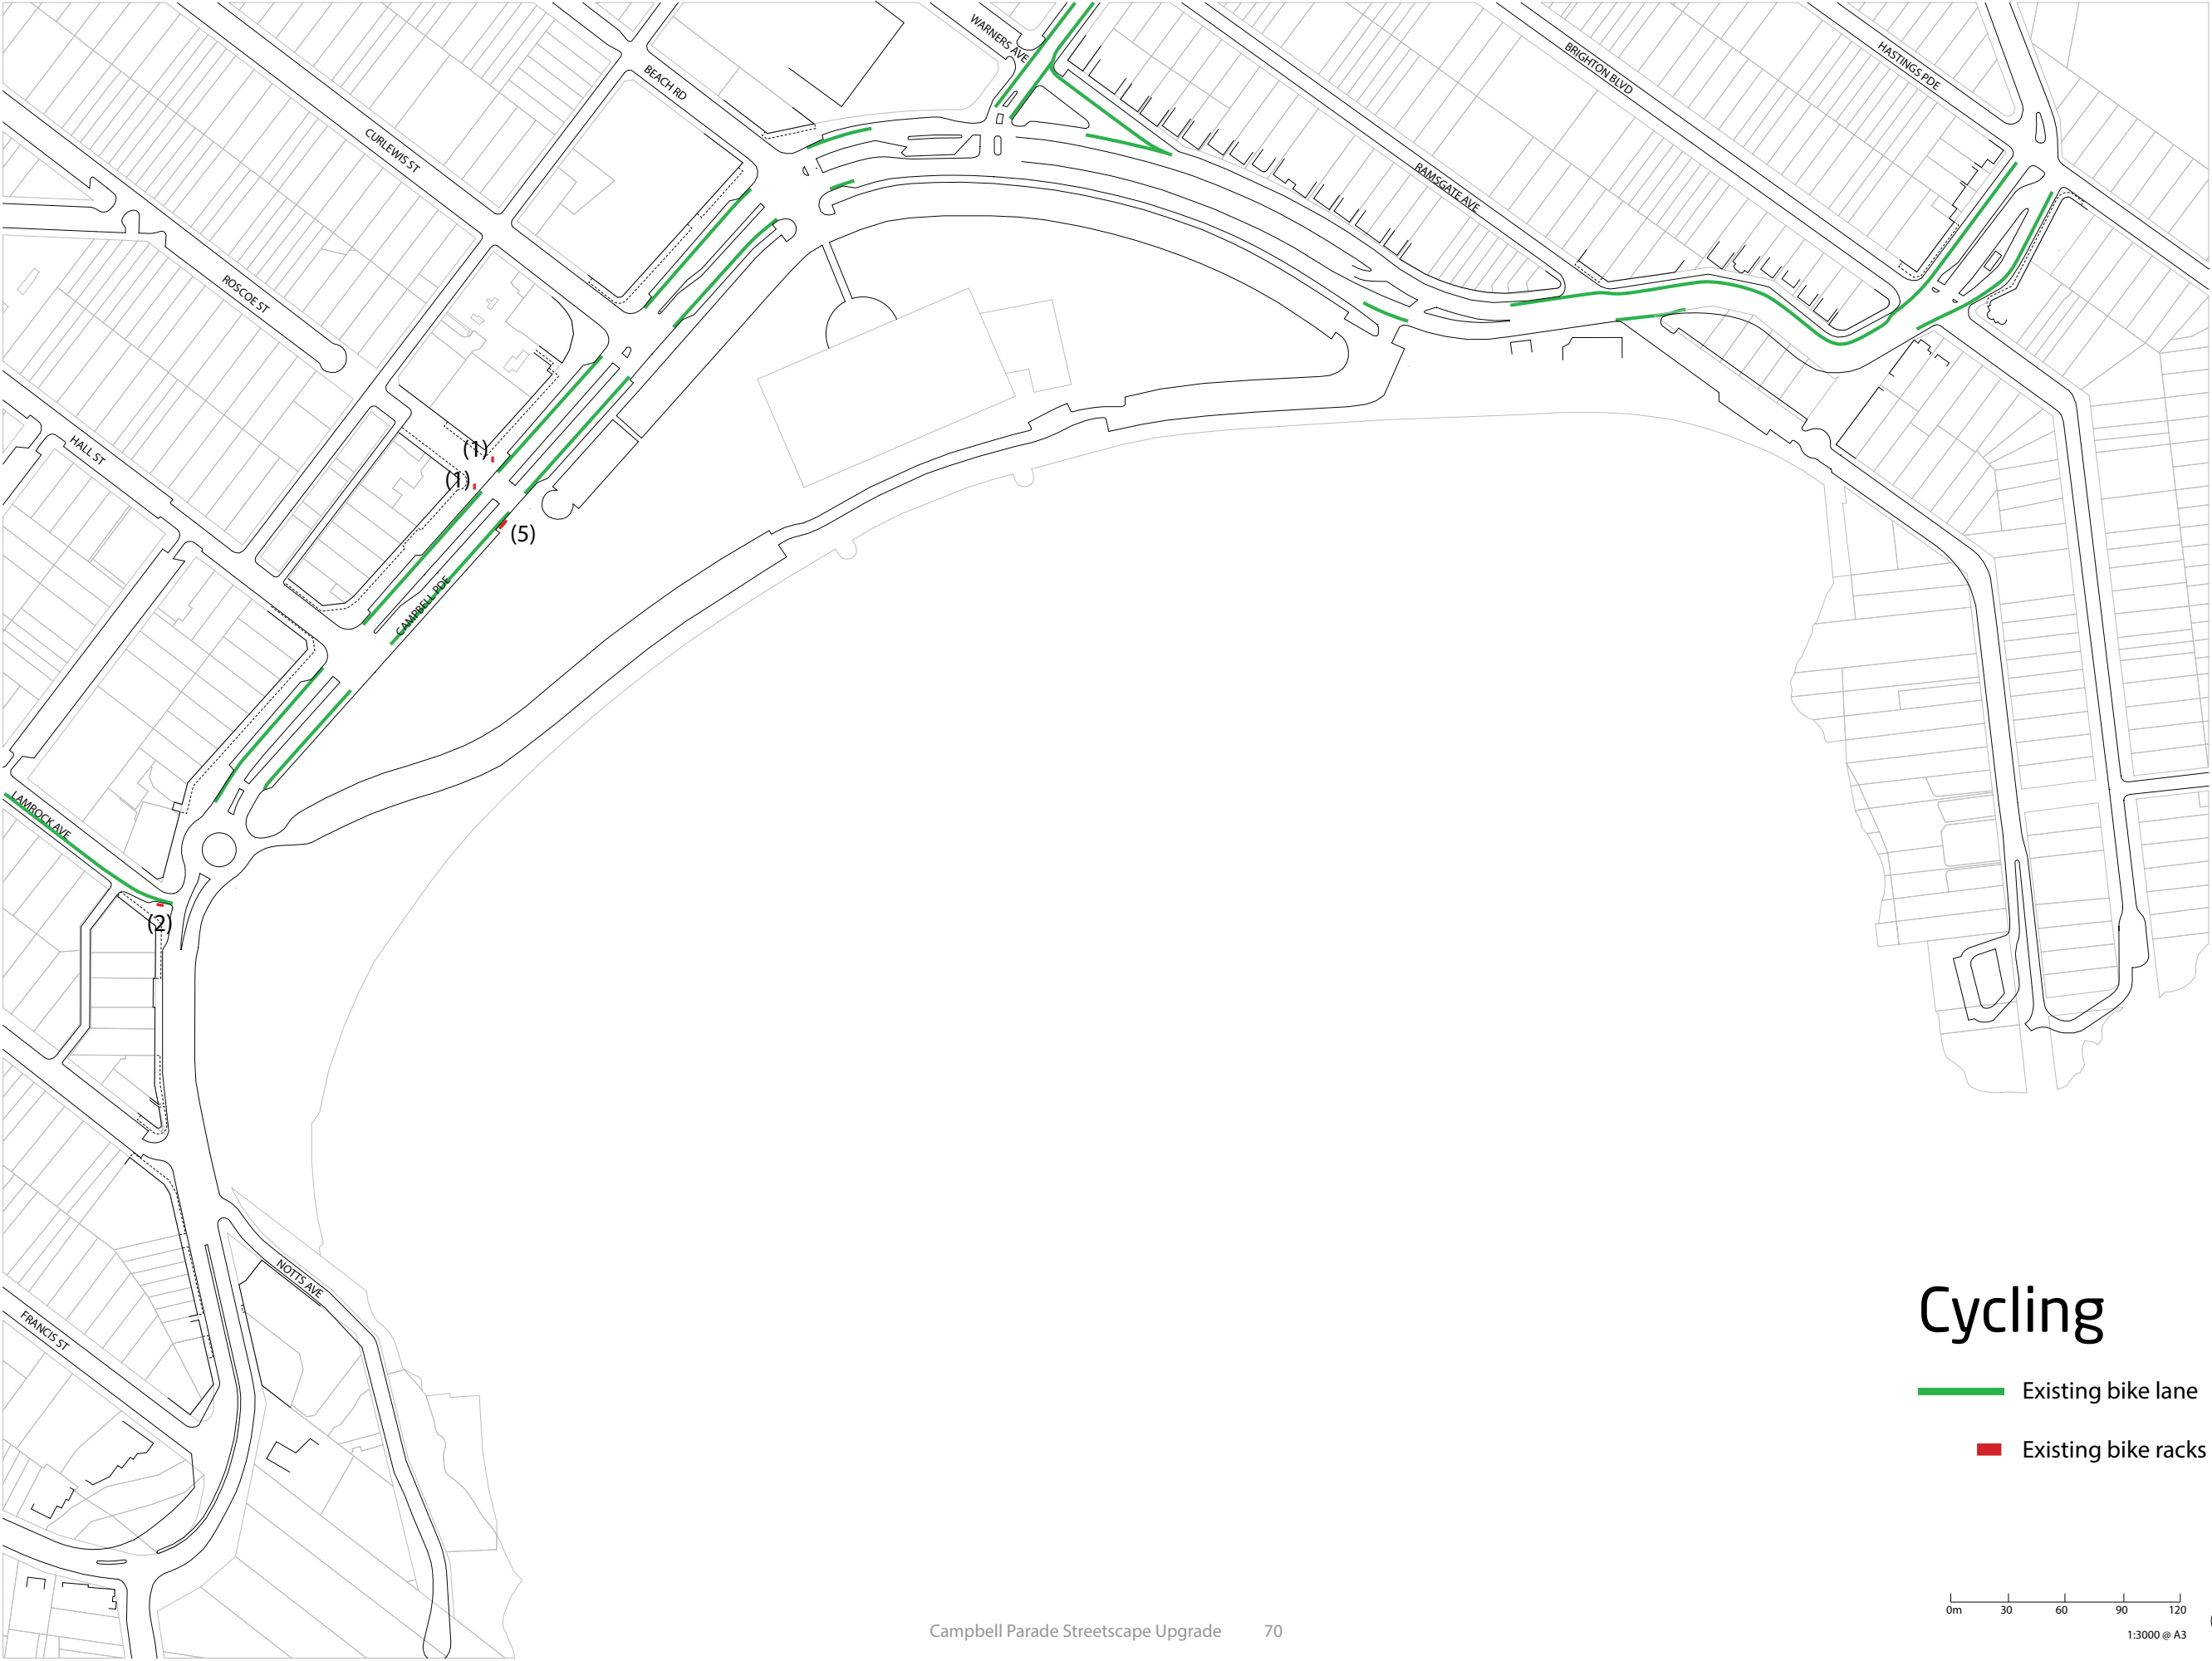 WARNERS AVE
BEACH RD
BRIGHTON BLVD
HASTINGS PDE
CURLEWIS ST
RAMSGATE AVE
ROSCOE ST
HALL ST
(1)
(1)
(5)
CAMPBELL PDE
LAMROCK AVE
(2)
NOTTS AVE
FRANCIS ST
Cycling
Existing bike lane
Existing bike racks
0m 30 60 90 120
1:3000 @ A3
Campbell Parade Streetscape Upgrade 70